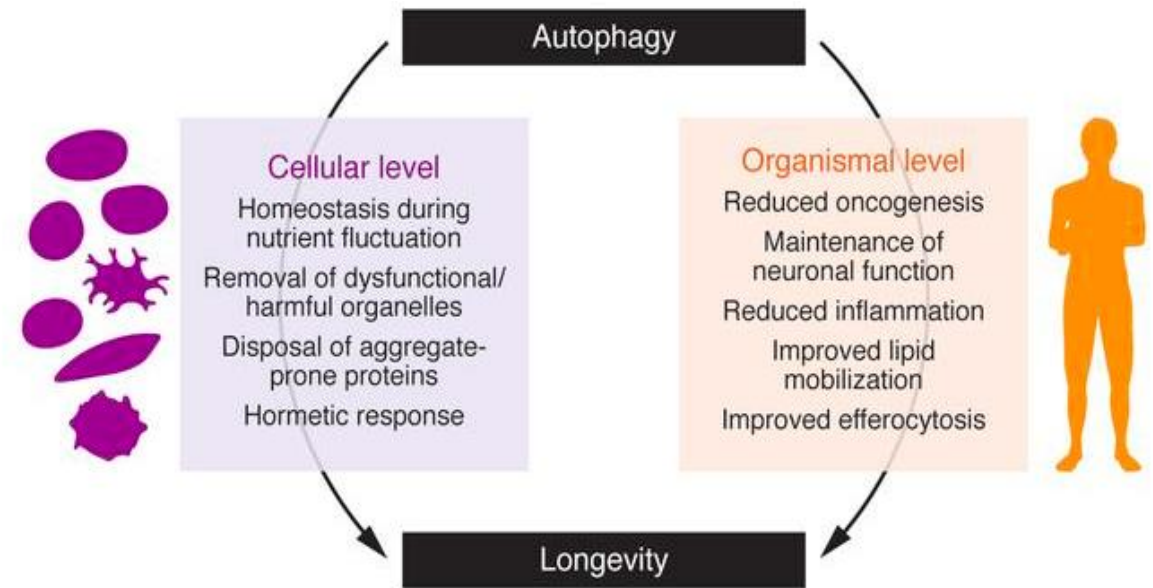 Autophagy
Cellular level
Homeostasis during
nutrient fluctuation
Removal of dysfunctional/
harmful organelles
Disposal of aggregate-
prone proteins
Hormetic response
Organismal level
Reduced oncogenesis
Maintenance of
neuronal function
Reduced inflammation
Improved lipid
mobilization
Improved efferocytosis
Longevity